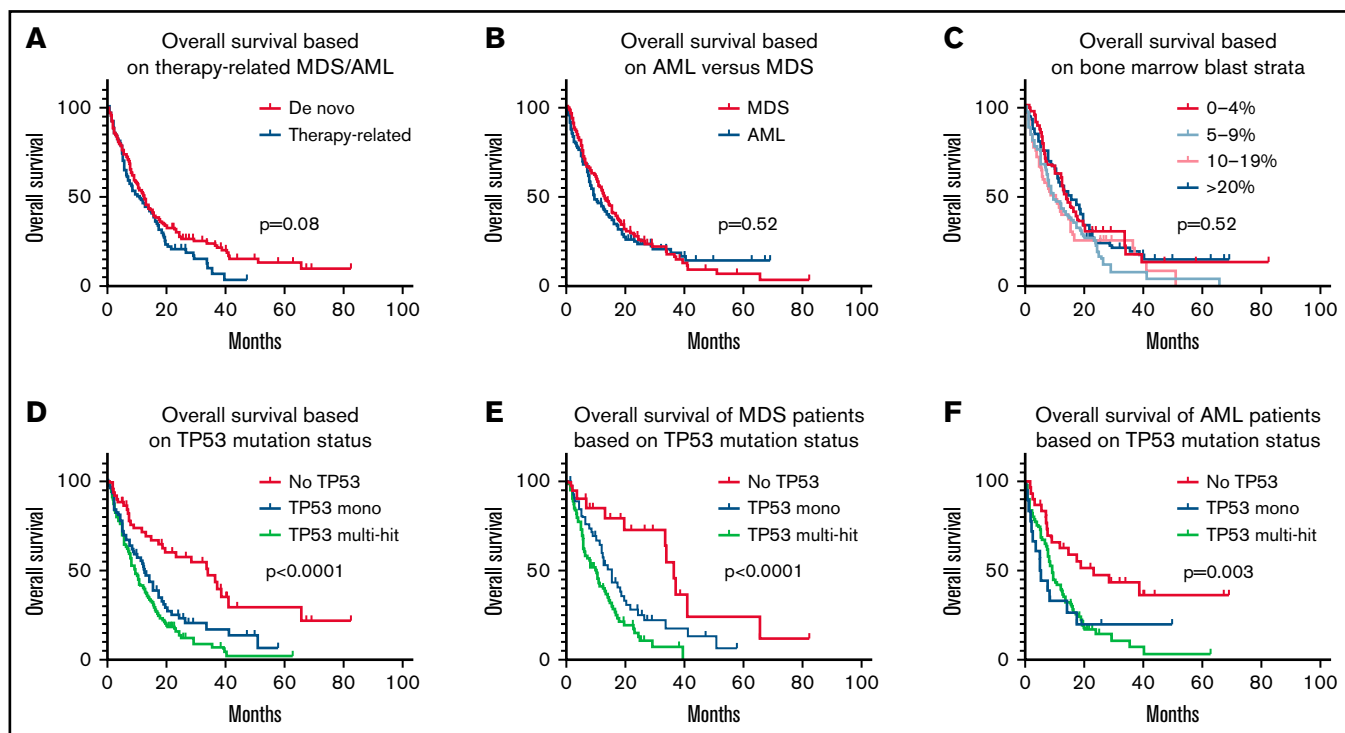 A
Overall survival based
on therapy-related MDS/AML
Overall survival
100
50
0
De novo
Therapy-related
p=0.08
0 20 40 60 80 100
Months
B
Overall survival based
on AML versus MDS
Overall survival
100
50
0
MDS
AML
p=0.52
0 20 40 60 80 100
Months
C
Overall survival based
on bone marrow blast strata
Overall survival
100
50
0
0–4%
5–9%
10–19%
>20%
p=0.52
0 20 40 60 80 100
Months
D
Overall survival based
on TP53 mutation status
Overall survival
100
50
0
No TP53
TP53 mono
TP53 multi-hit
p<0.0001
0 20 40 60 80 100
Months
E
Overall survival of MDS patients
based on TP53 mutation status
Overall survival
100
50
0
No TP53
TP53 mono
TP53 multi-hit
p<0.0001
0 20 40 60 80 100
Months
F
Overall survival of AML patients
based on TP53 mutation status
Overall survival
100
50
0
No TP53
TP53 mono
TP53 multi-hit
p=0.003
0 20 40 60 80 100
Months